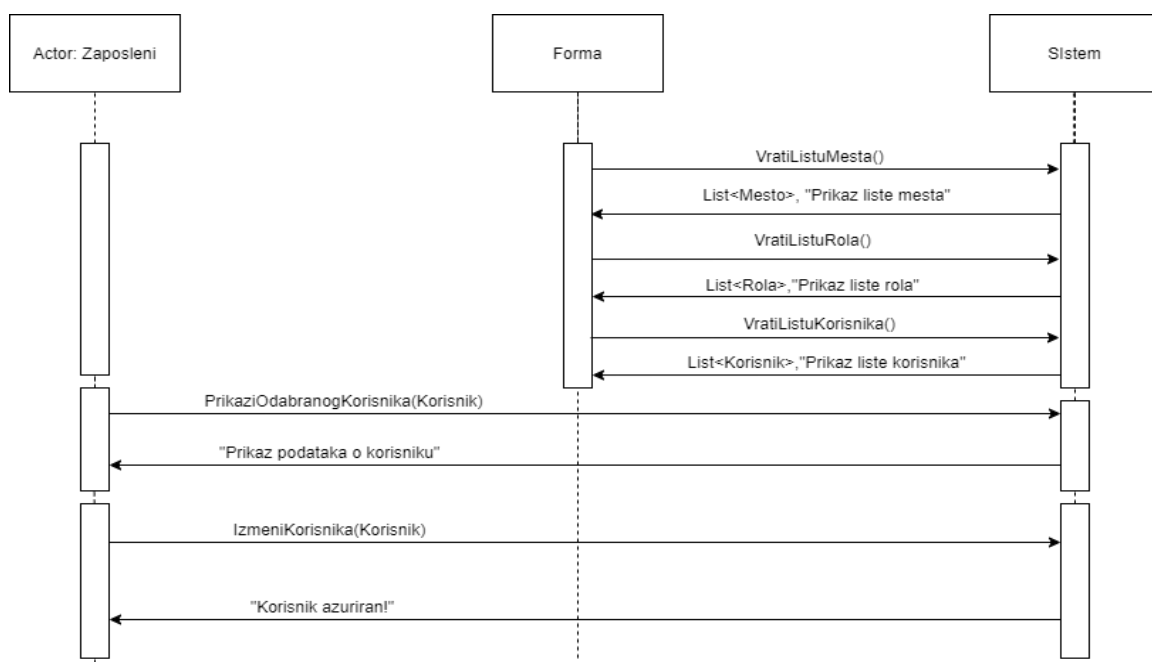 Actor: Zaposleni
Forma
SIstem
VratiListuMesta()
List<Mesto>, "Prikaz liste mesta"
VratiListuRola()
List<Rola>,"Prikaz liste rola"
VratiListuKorisnika()
List<Korisnik>,"Prikaz liste korisnika"
PrikaziOdabranogKorisnika(Korisnik)
"Prikaz podataka o korisniku"
IzmeniKorisnika(Korisnik)
"Korisnik azuriran!"